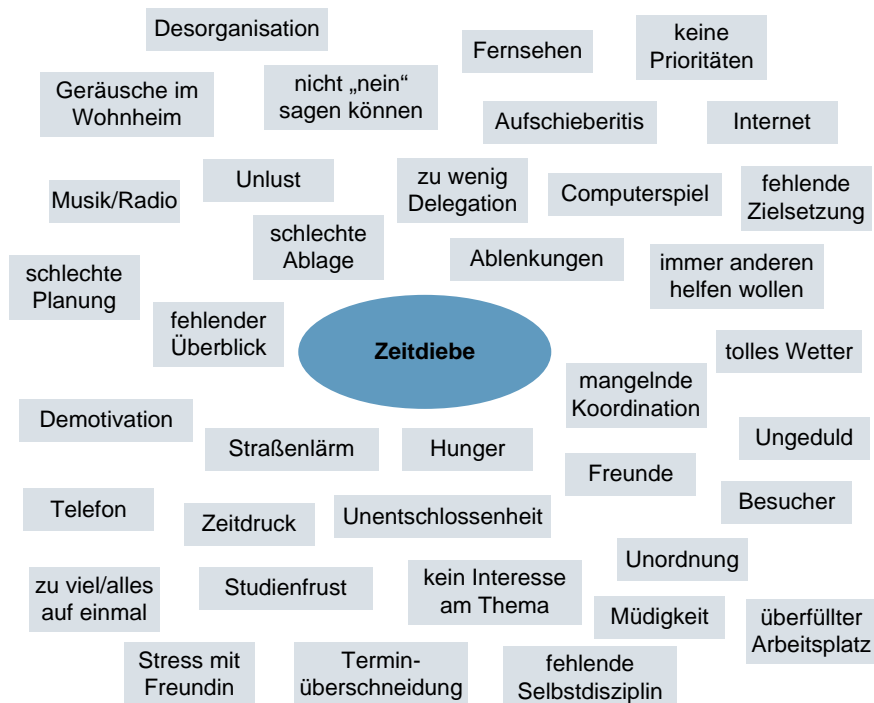 Desorganisation
Fernsehen
keine
Prioritäten
Geräusche im
Wohnheim
nicht „nein“
sagen können
Aufschieberitis
Internet
Musik/Radio
Unlust
zu wenig
Delegation
Computerspiel
fehlende
Zielsetzung
schlechte
Ablage
Ablenkungen
immer anderen
helfen wollen
schlechte
Planung
fehlender
Überblick
Zeitdiebe
tolles Wetter
mangelnde
Koordination
Demotivation
Straßenlärm
Hunger
Ungeduld
Freunde
Telefon
Zeitdruck
Unentschlossenheit
Besucher
Unordnung
zu viel/alles
auf einmal
Studienfrust
kein Interesse
am Thema
Müdigkeit
überfüllter
Arbeitsplatz
Stress mit
Freundin
Termin-
überschneidung
fehlende
Selbstdisziplin